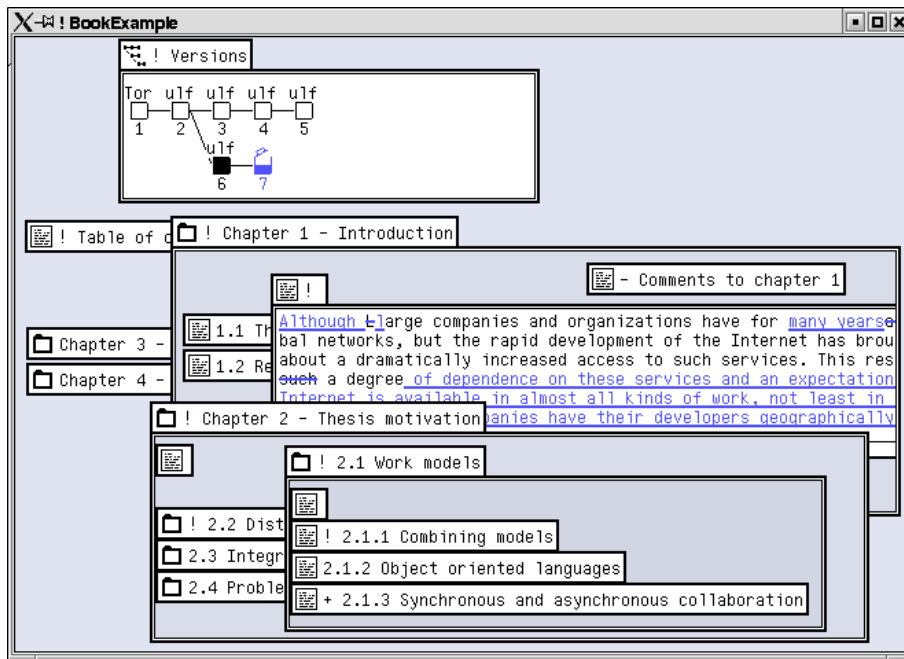 ! BookExample
! Versions
Tor ulf ulf ulf ulf
1 2 3 4 5
ulf
6 7
! Table of
! Chapter 1 - Introduction
- Comments to chapter 1
!
1.1
1.2
Although Llarge companies and organizations have for many years
bal networks, but the rapid development of the Internet has brou
about a dramatically increased access to such services. This res
such a degree of dependence on these services and an expectation
Internet is available in almost all kinds of work, not least in
panies have their developers geographically
Chapter 3 -
Chapter 4 -
! Chapter 2 - Thesis motivation
! 2.1 Work models
! 2.2 Dist
2.3 Integr
2.4 Proble
! 2.1.1 Combining models
2.1.2 Object oriented languages
+ 2.1.3 Synchronous and asynchronous collaboration